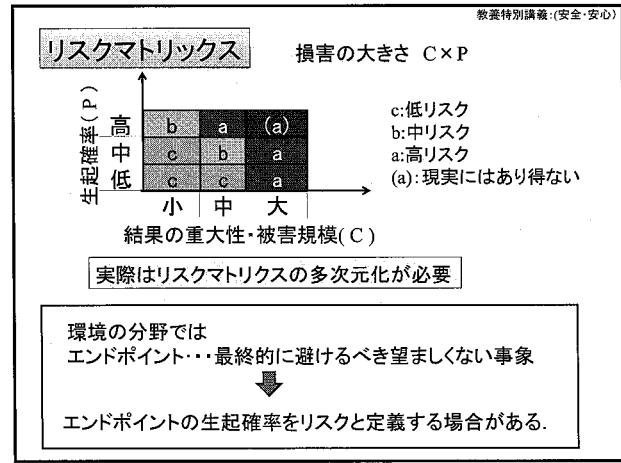 教養特別講義:(安全・安心)
リスクマトリックス
損害の大きさ C×P
生起確率(P)
高 b a (a)
中 c b a
低 c c a
小 中 大
結果の重大性・被害規模(C)
c:低リスク
b:中リスク
a:高リスク
(a):現実にはあり得ない
実際はリスクマトリクスの多次元化が必要
環境の分野では
エンドポイント･･･最終的に避けるべき望ましくない事象
エンドポイントの生起確率をリスクと定義する場合がある.